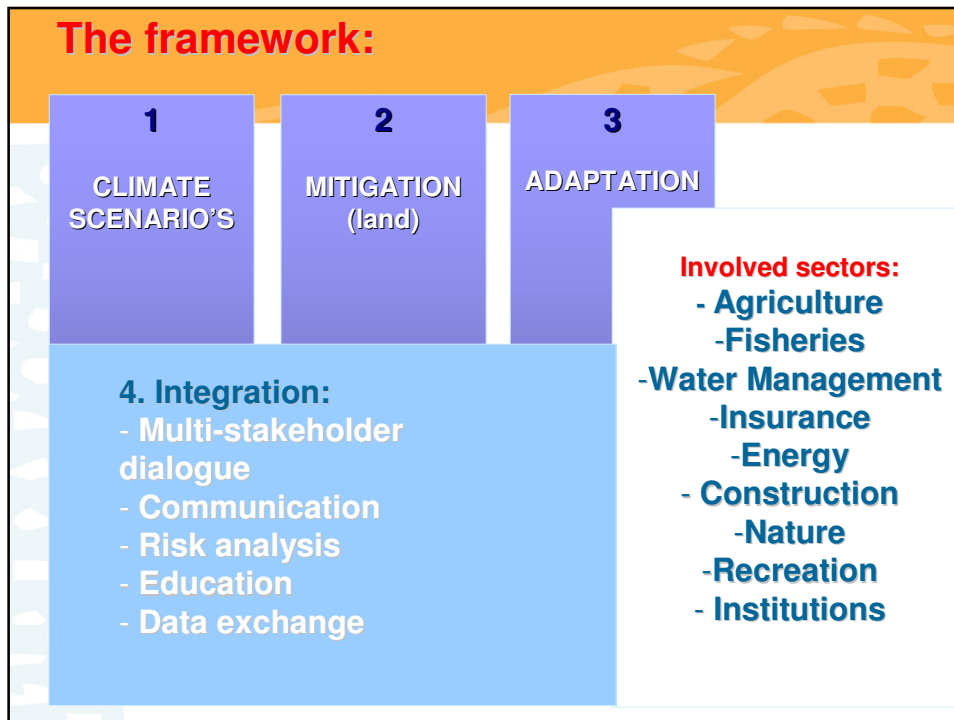 The framework:
1
CLIMATE
SCENARIO’S
2
MITIGATION
(land)
3
ADAPTATION
4. Integration:
- Multi-stakeholder
dialogue
- Communication
- Risk analysis
- Education
- Data exchange
Involved sectors:
- Agriculture
-Fisheries
-Water Management
-Insurance
-Energy
- Construction
-Nature
-Recreation
- Institutions